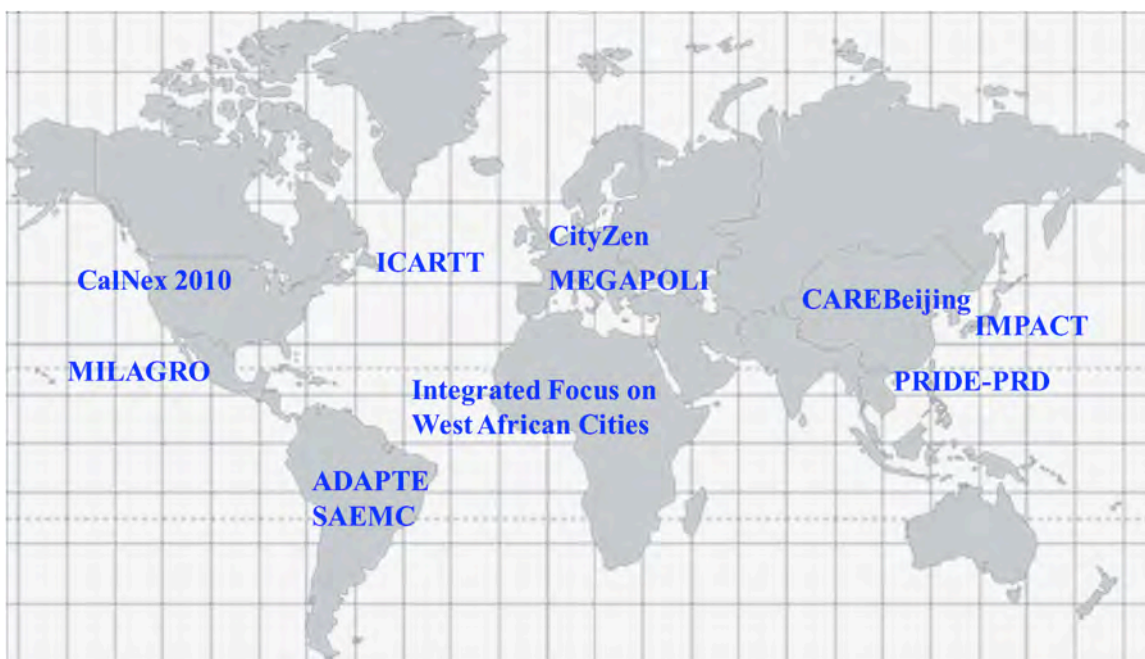 CityZen
ICARTT
CalNex 2010
MEGAPOLI
CAREBeijing
IMPACT
MILAGRO
PRIDE-PRD
Integrated Focus on
West African Cities
ADAPTE
SAEMC